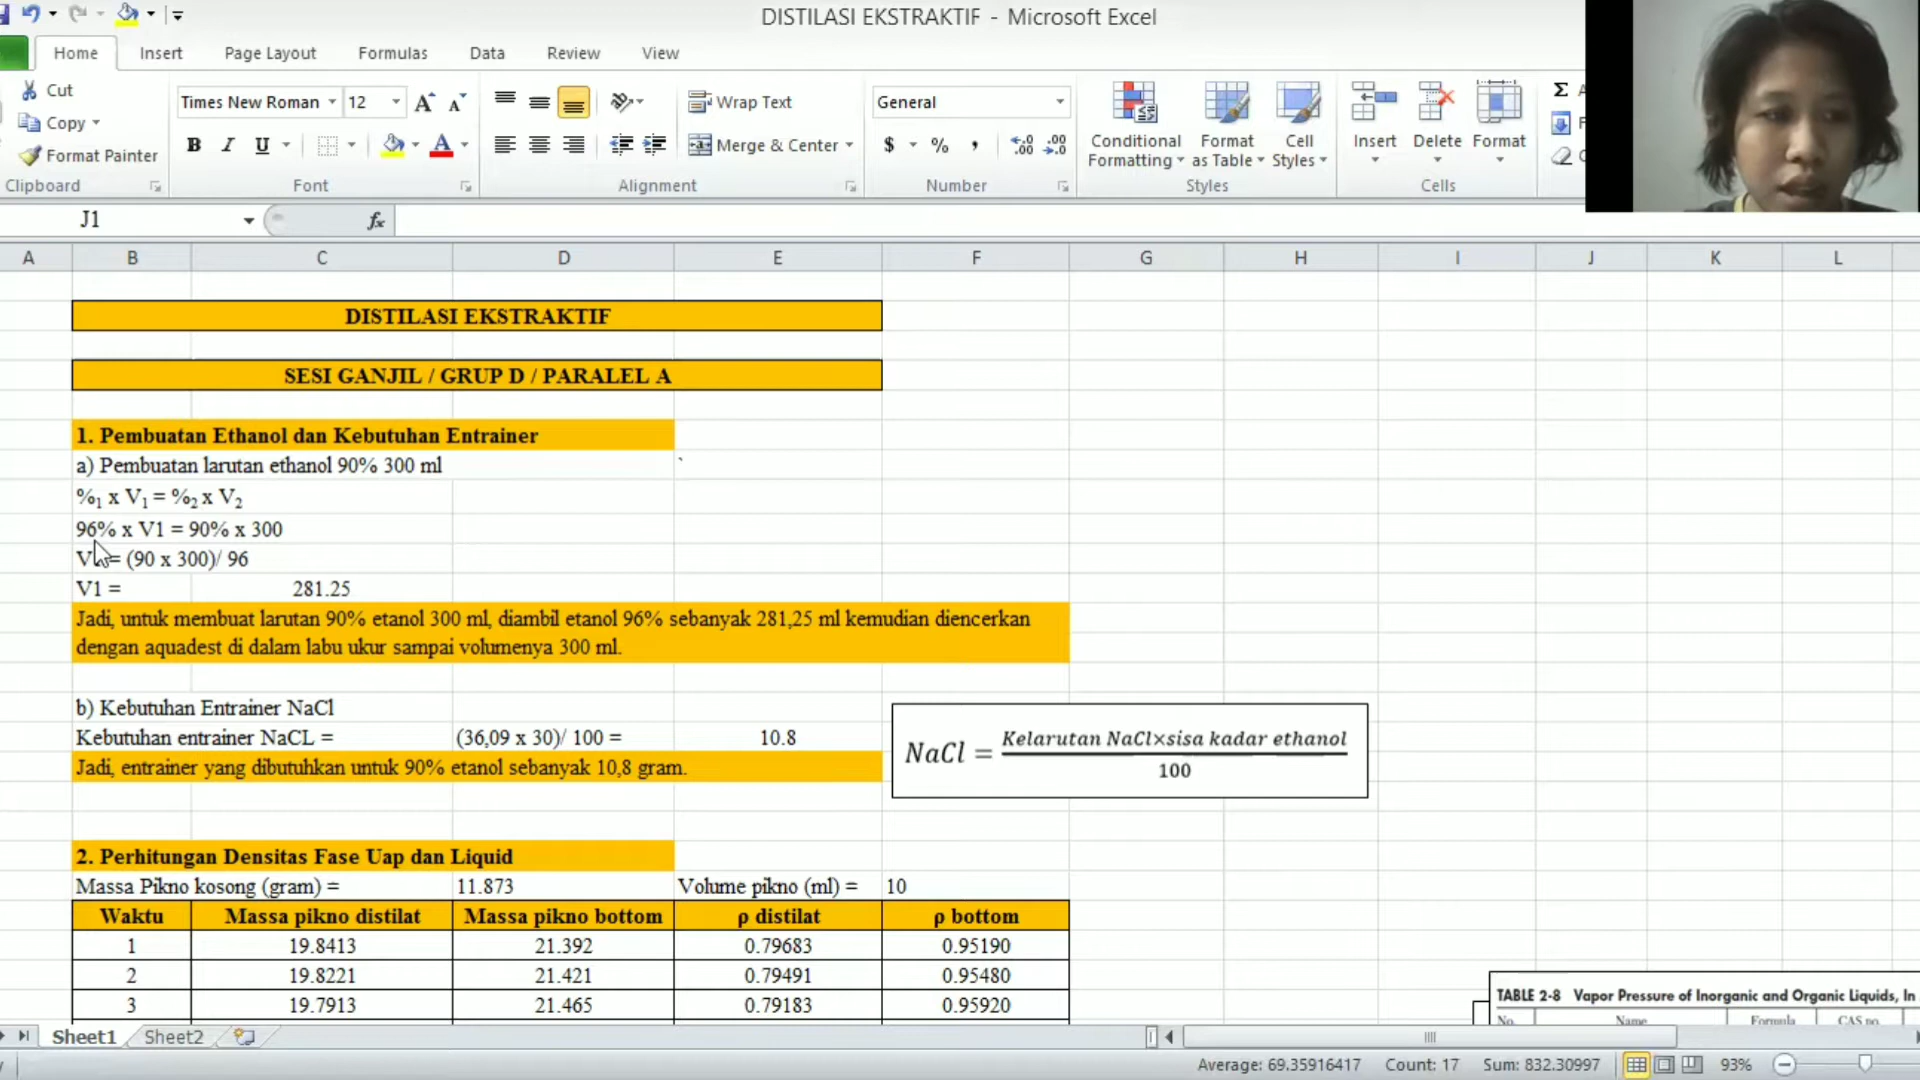 DISTILASI EKSTRAKTIF - Microsoft Excel
Home Insert Page Layout Formulas Data Review View
Cut
Copy
Format Painter
Clipboard
Times New Roman 12
B I U
Font
Wrap Text
Merge & Center
Alignment
General
$ % ,
Number
Conditional Formatting
Format as Table
Cell Styles
Styles
Insert Delete Format
Cells
J1 fx
A B C D E F G H I J K L
DISTILASI EKSTRAKTIF
SESI GANJIL / GRUP D / PARALEL A
1. Pembuatan Ethanol dan Kebutuhan Entrainer
a) Pembuatan larutan ethanol 90% 300 ml `
%1 x V1 = %2 x V2
96% x V1 = 90% x 300
V = (90 x 300)/ 96
V1 = 281.25
Jadi, untuk membuat larutan 90% etanol 300 ml, diambil etanol 96% sebanyak 281,25 ml kemudian diencerkan
dengan aquadest di dalam labu ukur sampai volumenya 300 ml.
b) Kebutuhan Entrainer NaCl
Kebutuhan entrainer NaCL = (36,09 x 30)/ 100 = 10.8
Jadi, entrainer yang dibutuhkan untuk 90% etanol sebanyak 10,8 gram.
NaCl = Kelarutan NaCl×sisa kadar ethanol
100
2. Perhitungan Densitas Fase Uap dan Liquid
Massa Pikno kosong (gram) = 11.873 Volume pikno (ml) = 10
Waktu Massa pikno distilat Massa pikno bottom ρ distilat ρ bottom
1 19.8413 21.392 0.79683 0.95190
2 19.8221 21.421 0.79491 0.95480
3 19.7913 21.465 0.79183 0.95920
TABLE 2-8 Vapor Pressure of Inorganic and Organic Liquids, In
No. Name Formula CAS no.
Sheet1 Sheet2
Average: 69.35916417 Count: 17 Sum: 832.30997 93%